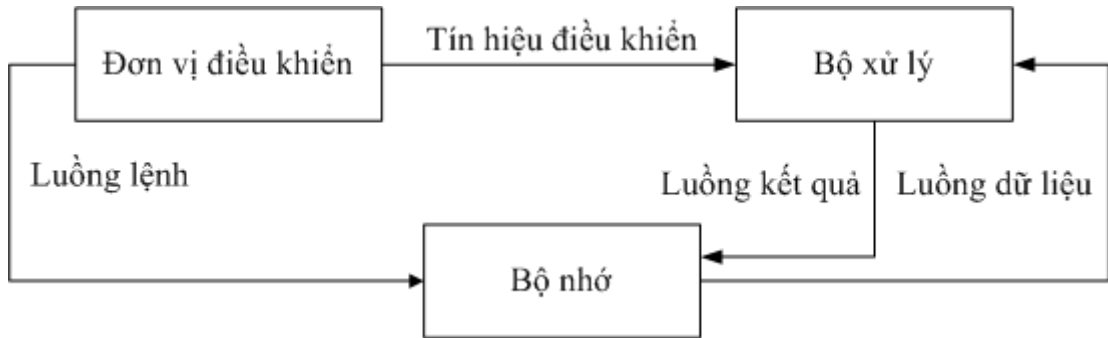 Tín hiệu điều khiển
Đơn vị điều khiển
Bộ xử lý
Luồng lệnh
Luồng kết quả
Luồng dữ liệu
Bộ nhớ